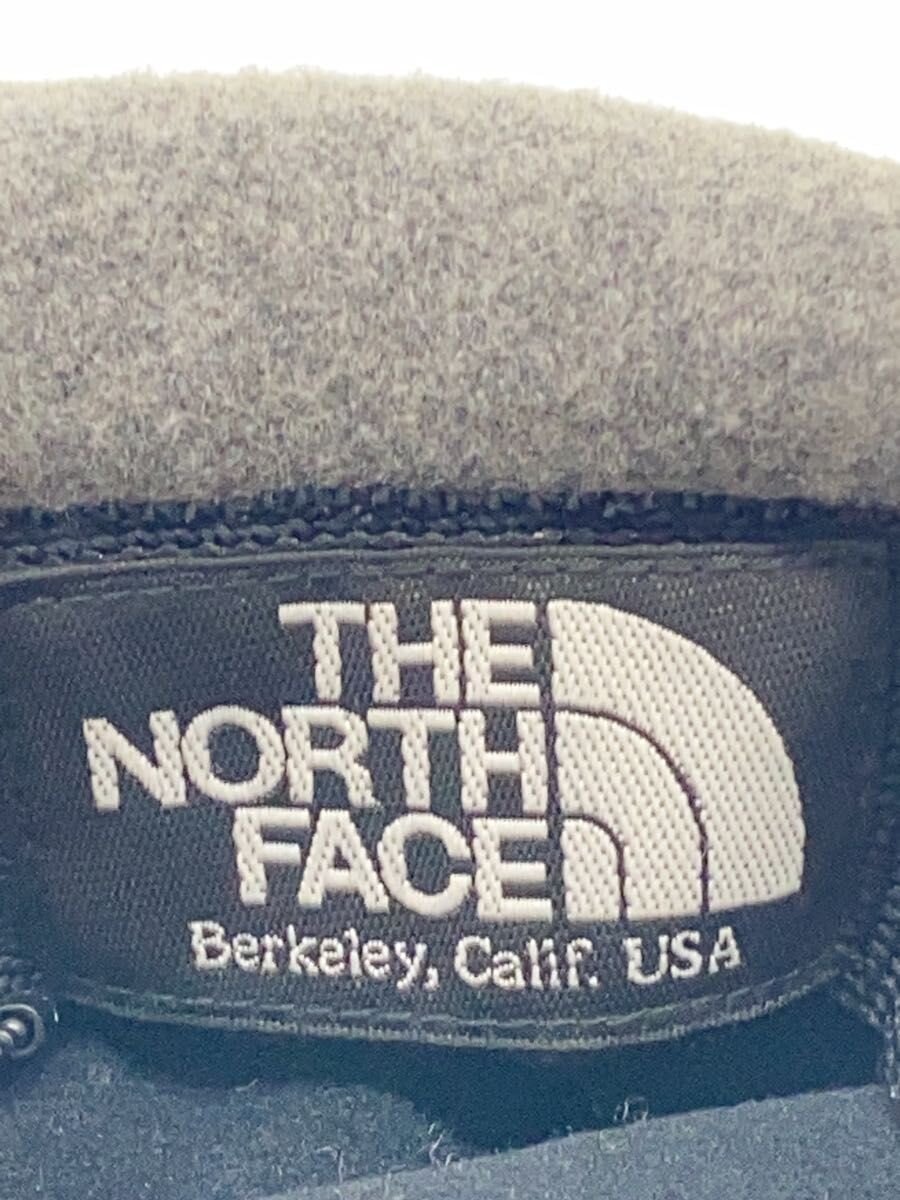 THE
NORTH
FACE
Berkeley, Calif. USA